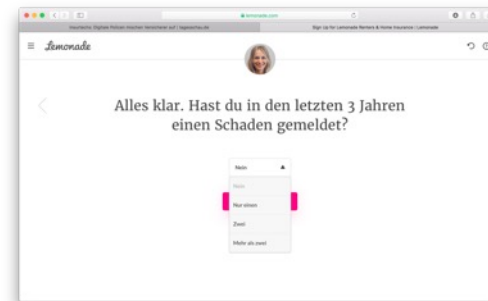 lemonade.com
Insurtechs: Digitale Policen mischen Versicherer auf | tagesschau.de
Sign Up for Lemonade Renters & Home Insurance | Lemonade
Lemonade
Alles klar. Hast du in den letzten 3 Jahren
einen Schaden gemeldet?
Nein
Nein
Nur einen
Zwei
Mehr als zwei